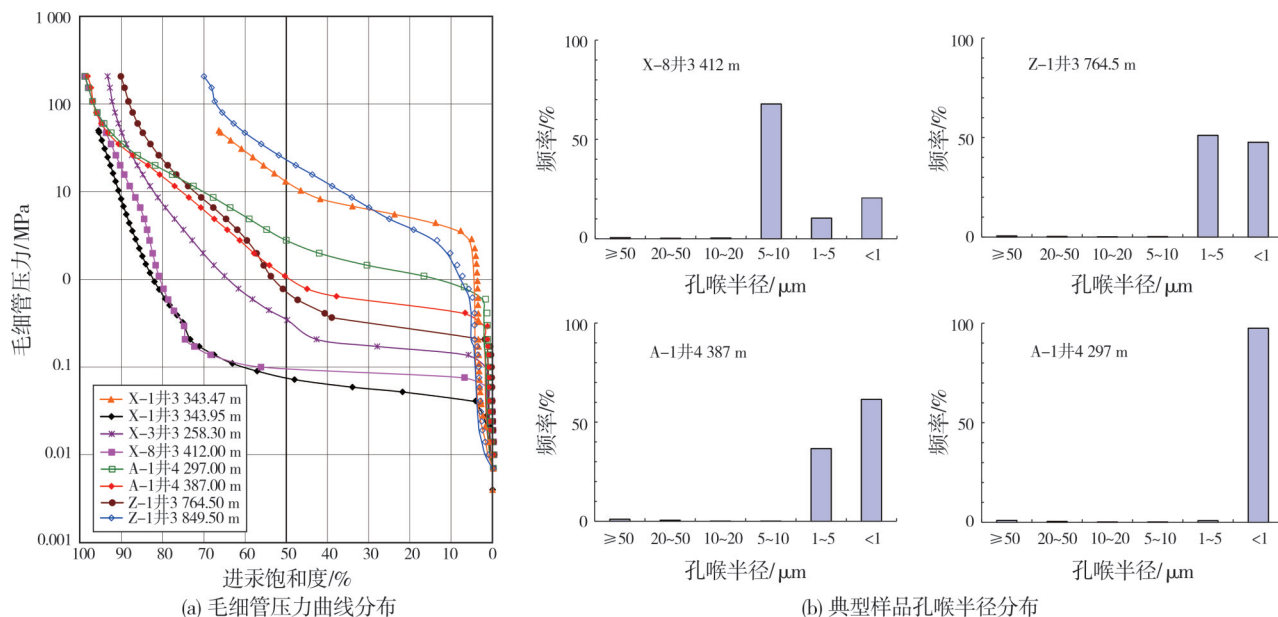 1 000
100
10
0
0.1
0.01
0.001
毛细管压力/MPa
X-1井3 343.47 m
X-1井3 343.95 m
X-3井3 258.30 m
X-8井3 412.00 m
A-1井4 297.00 m
A-1井4 387.00 m
Z-1井3 764.50 m
Z-1井3 849.50 m
100 90 80 70 60 50 40 30 20 10 0
进汞饱和度/%
(a) 毛细管压力曲线分布
100
50
0
频率/%
X-8井3 412 m
≥50 20~50 10~20 5~10 1~5 <1
孔喉半径/μm
100
50
0
频率/%
Z-1井3 764.5 m
≥50 20~50 10~20 5~10 1~5 <1
孔喉半径/μm
100
50
0
频率/%
A-1井4 387 m
≥50 20~50 10~20 5~10 1~5 <1
孔喉半径/μm
100
50
0
频率/%
A-1井4 297 m
≥50 20~50 10~20 5~10 1~5 <1
孔喉半径/μm
(b) 典型样品孔喉半径分布